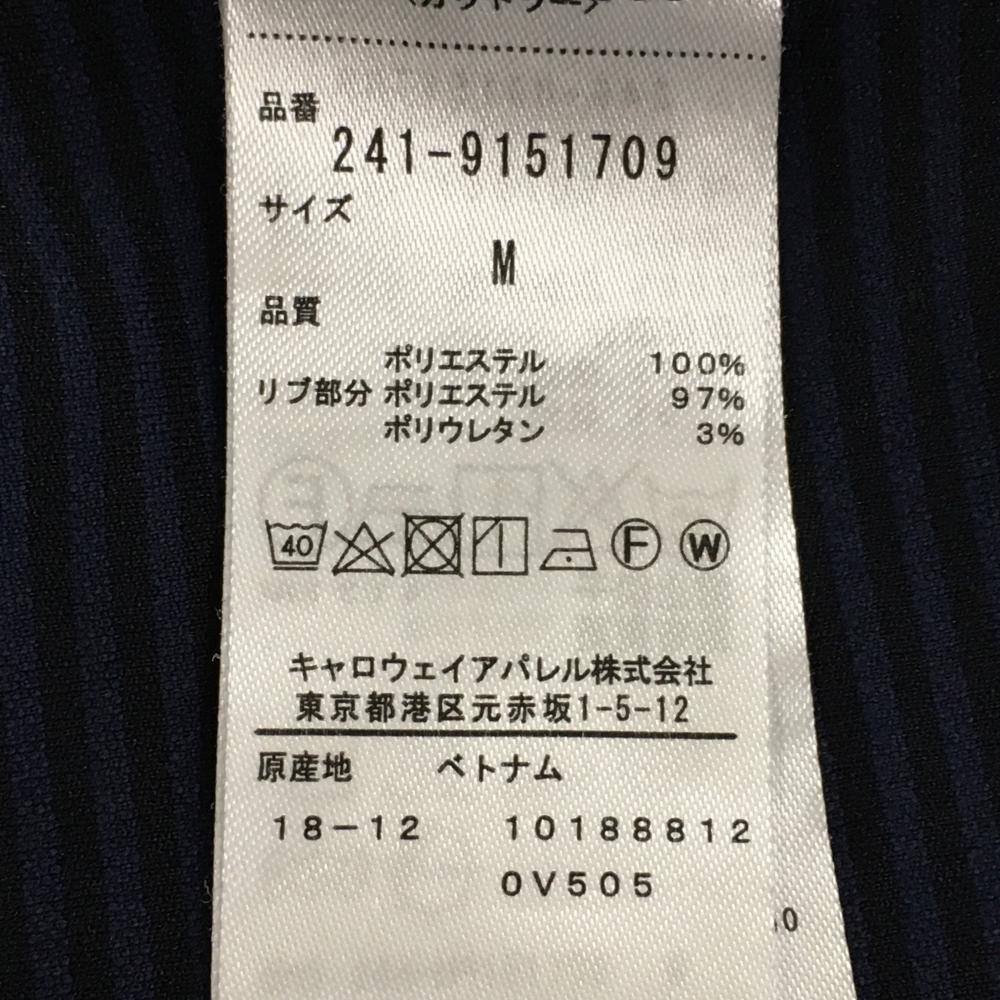 品番
241-9151709
サイズ
M
品質
ポリエステル 100%
リブ部分 ポリエステル 97%
ポリウレタン 3%
40 F W
キャロウェイアパレル株式会社
東京都港区元赤坂1-5-12
原産地 ベトナム
18-12 10188812
0V505